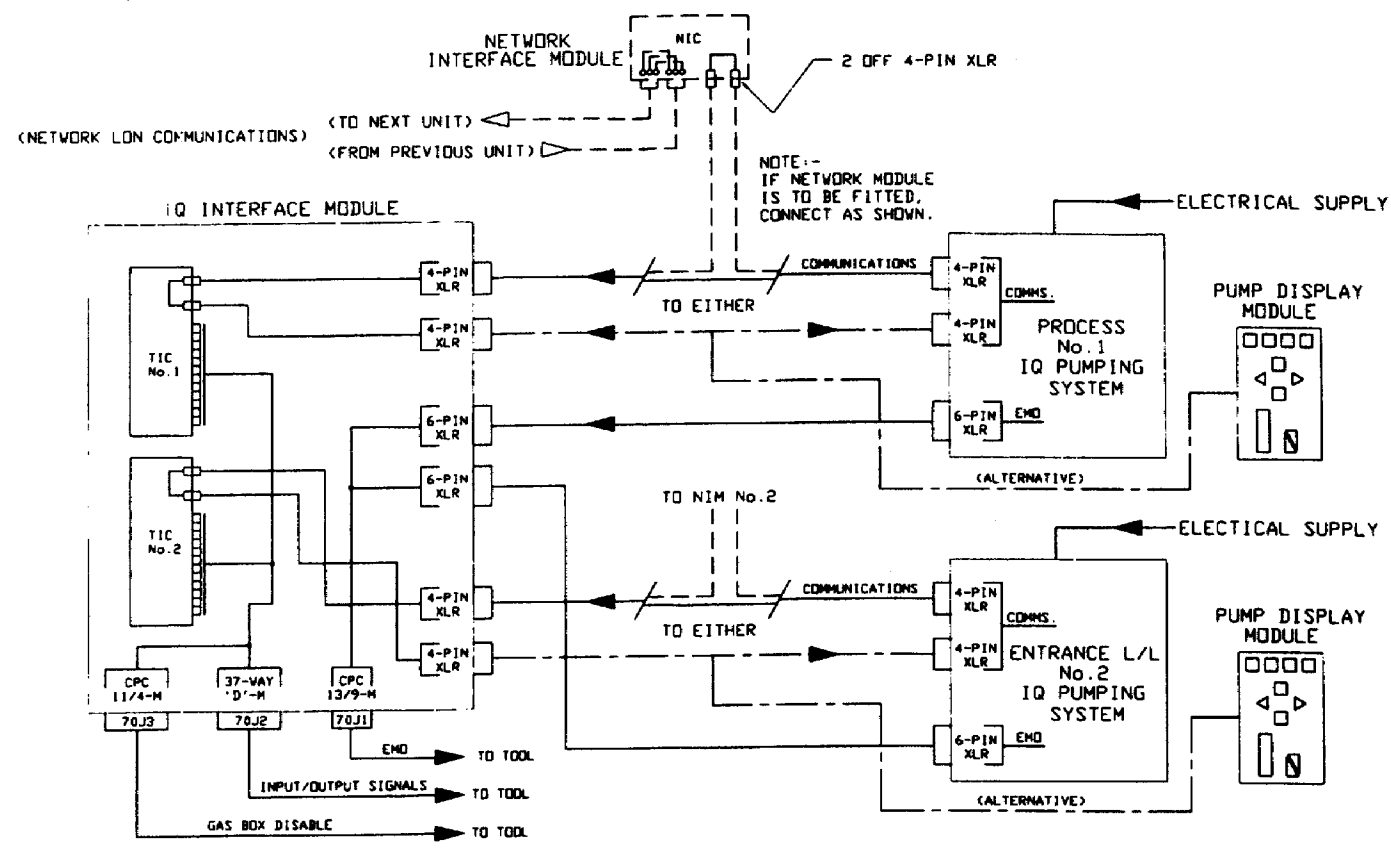 NETWORK
INTERFACE MODULE
NIC
2 OFF 4-PIN XLR
(NETWORK LON COMMUNICATIONS)
(TO NEXT UNIT)
(FROM PREVIOUS UNIT)
NOTE:-
IF NETWORK MODULE
IS TO BE FITTED,
CONNECT AS SHOWN.
iQ INTERFACE MODULE
ELECTRICAL SUPPLY
4-PIN
XLR
COMMUNICATIONS
4-PIN
XLR
COMMS.
TO EITHER
PUMP DISPLAY
MODULE
4-PIN
XLR
4-PIN
XLR
PROCESS
No.1
IQ PUMPING
SYSTEM
TIC
No.1
6-PIN
XLR
6-PIN
XLR
EMO
6-PIN
XLR
(ALTERNATIVE)
TO NIM No.2
TIC
No.2
ELECTICAL SUPPLY
4-PIN
XLR
COMMUNICATIONS
4-PIN
XLR
COMMS.
TO EITHER
PUMP DISPLAY
MODULE
4-PIN
XLR
4-PIN
XLR
ENTRANCE L/L
No.2
IQ PUMPING
SYSTEM
CPC
11/4-M
37-WAY
'D'-M
CPC
13/9-M
70J3
70J2
70J1
6-PIN
XLR
EMO
EMO
TO TOOL
INPUT/OUTPUT SIGNALS
TO TOOL
(ALTERNATIVE)
GAS BOX DISABLE
TO TOOL